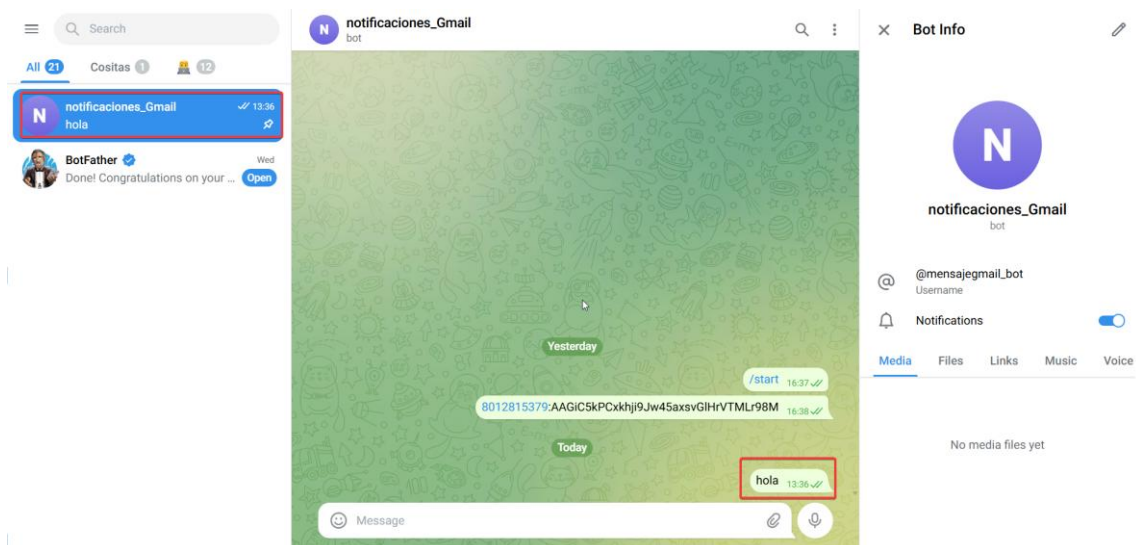 Search
All 21
Cositas 1
12
notificaciones_Gmail
13:36
hola
BotFather
Wed
Done! Congratulations on your ...
Open
notificaciones_Gmail
bot
Yesterday
/start 16:37
8012815379:AAGiC5kPCxkhji9Jw45axsvGlHrVTMLr98M 16:38
Today
hola 13:36
Message
Bot Info
N
notificaciones_Gmail
bot
@mensajegmail_bot
Username
Notifications
Media Files Links Music Voice
No media files yet